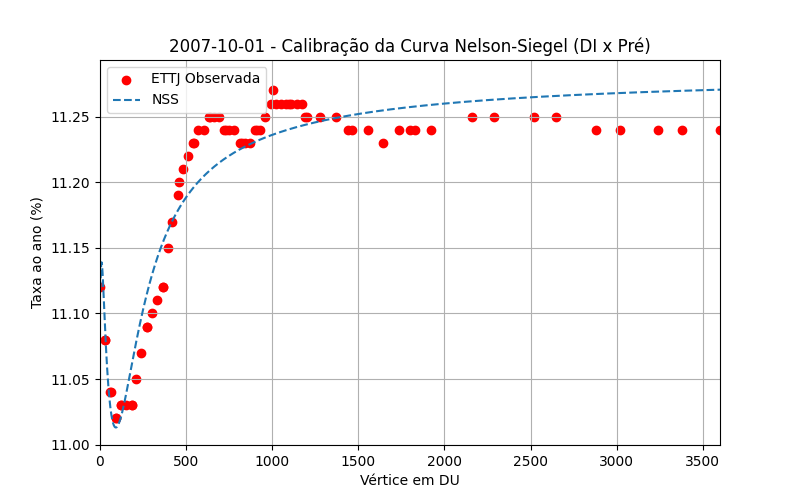 2007-10-01 - Calibração da Curva Nelson-Siegel (DI x Pré)
ETTJ Observada
NSS
11.25
11.20
11.15
11.10
11.05
11.00
Taxa ao ano (%)
0 500 1000 1500 2000 2500 3000 3500
Vértice em DU